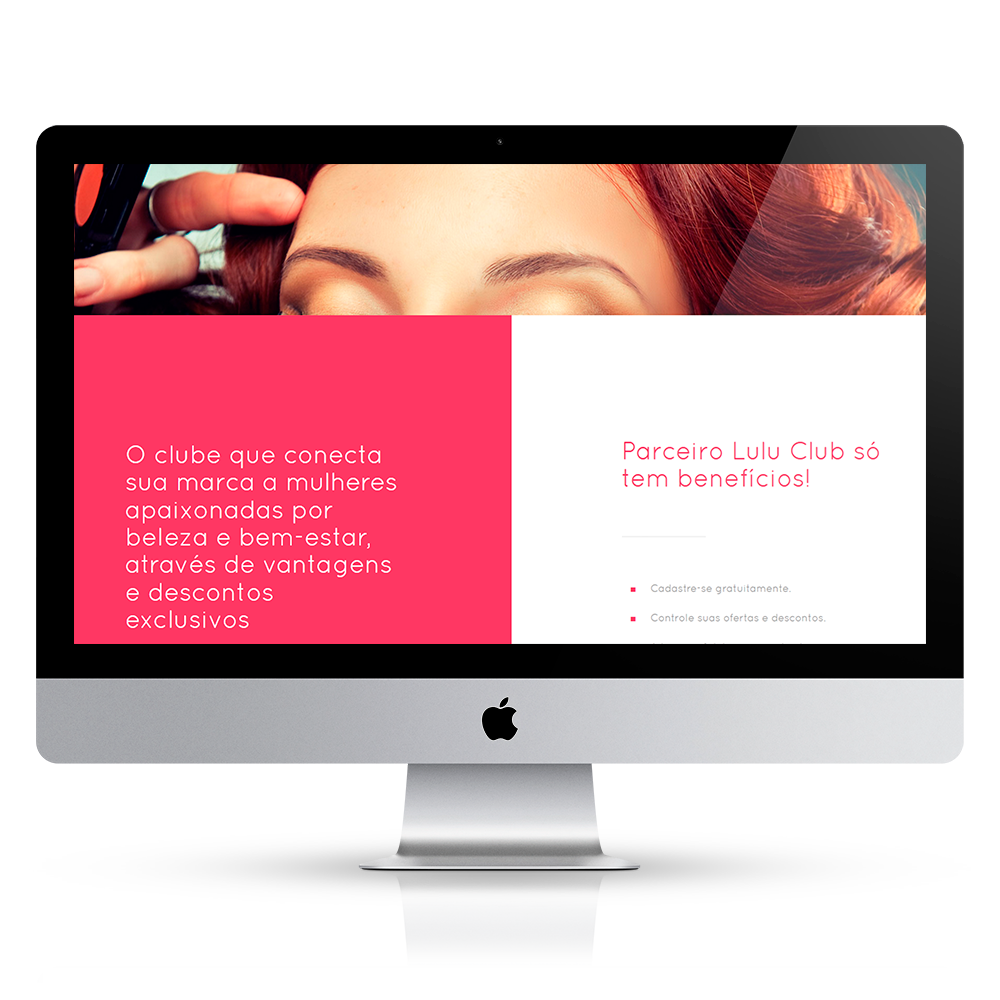 O clube que conecta
sua marca a mulheres
apaixonadas por
beleza e bem-estar,
através de vantagens
e descontos
exclusivos
Parceiro Lulu Club só
tem benefícios!
Cadastre-se gratuitamente.
Controle suas ofertas e descontos.